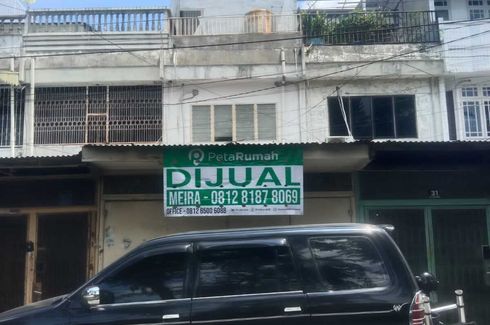 PetaRumah
DIJUAL
MEIRA - 0812 8187 8069
OFFICE - 0812 8500 6088
31